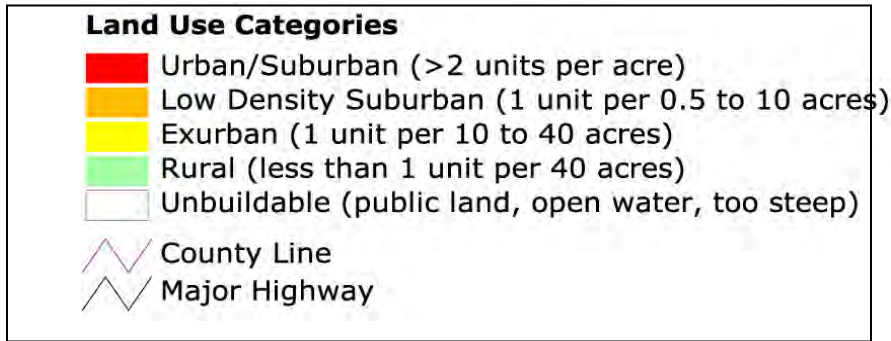 Land Use Categories
Urban/Suburban (>2 units per acre)
Low Density Suburban (1 unit per 0.5 to 10 acres)
Exurban (1 unit per 10 to 40 acres)
Rural (less than 1 unit per 40 acres)
Unbuildable (public land, open water, too steep)
County Line
Major Highway